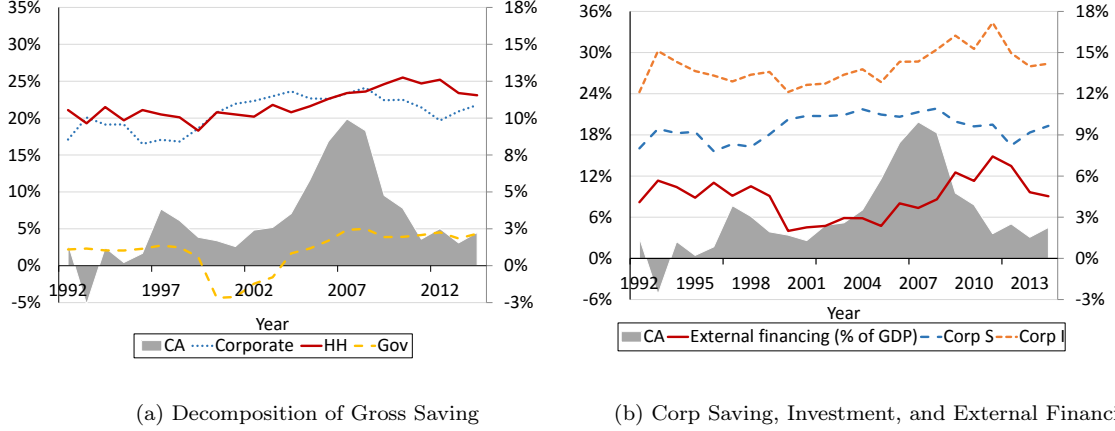 35% 18%
30% 15%
25% 13%
20% 10%
15% 8%
10% 5%
5% 3%
0% 0%
-5% -3%
1992 1997 2002 2007 2012
Year
CA Corporate HH Gov
(a) Decomposition of Gross Saving
36% 18%
30% 15%
24% 12%
18% 9%
12% 6%
6% 3%
0% 0%
-6% -3%
1992 1995 1998 2001 2004 2007 2010 2013
Year
CA External financing (% of GDP) Corp S Corp I
(b) Corp Saving, Investment, and External Financi